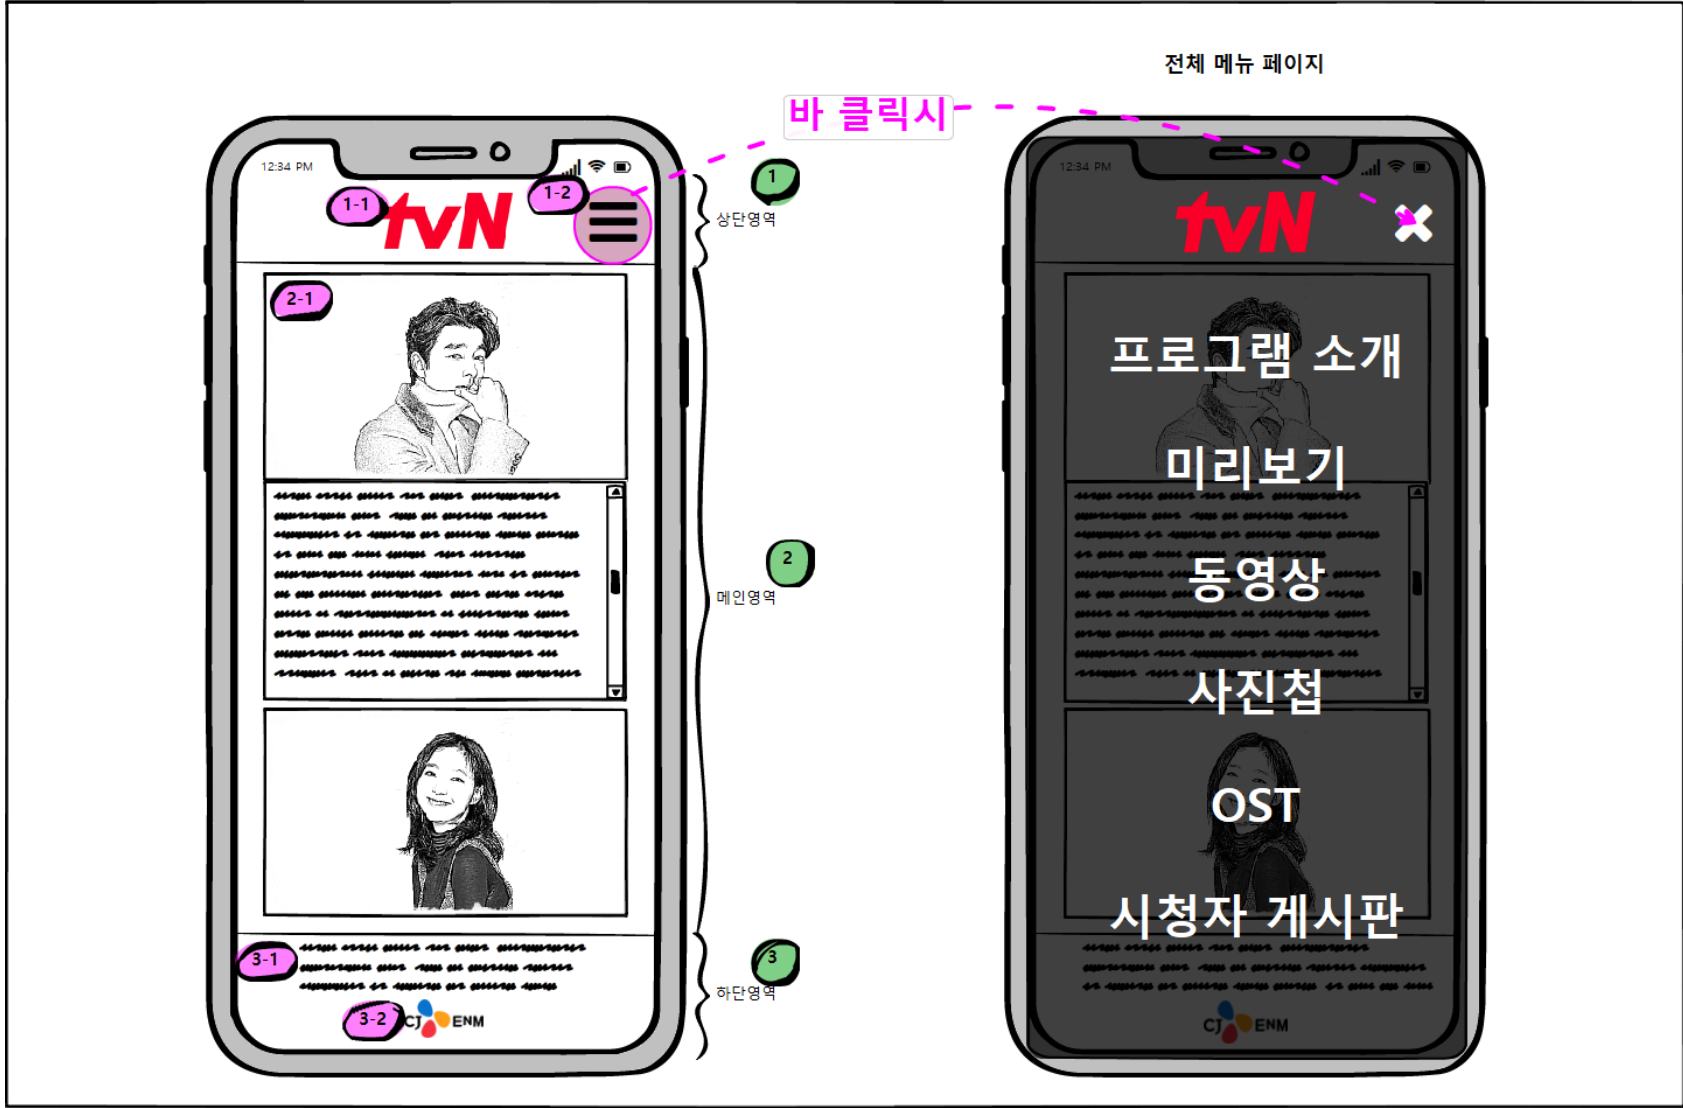 전체 메뉴 페이지
바 클릭시
12:34 PM
1-1
tvN
1-2
1
상단영역
2-1
2
메인영역
3-1
3
하단영역
3-2
CJ ENM
12:34 PM
tvN
프로그램 소개
미리보기
동영상
사진첩
OST
시청자 게시판
CJ ENM